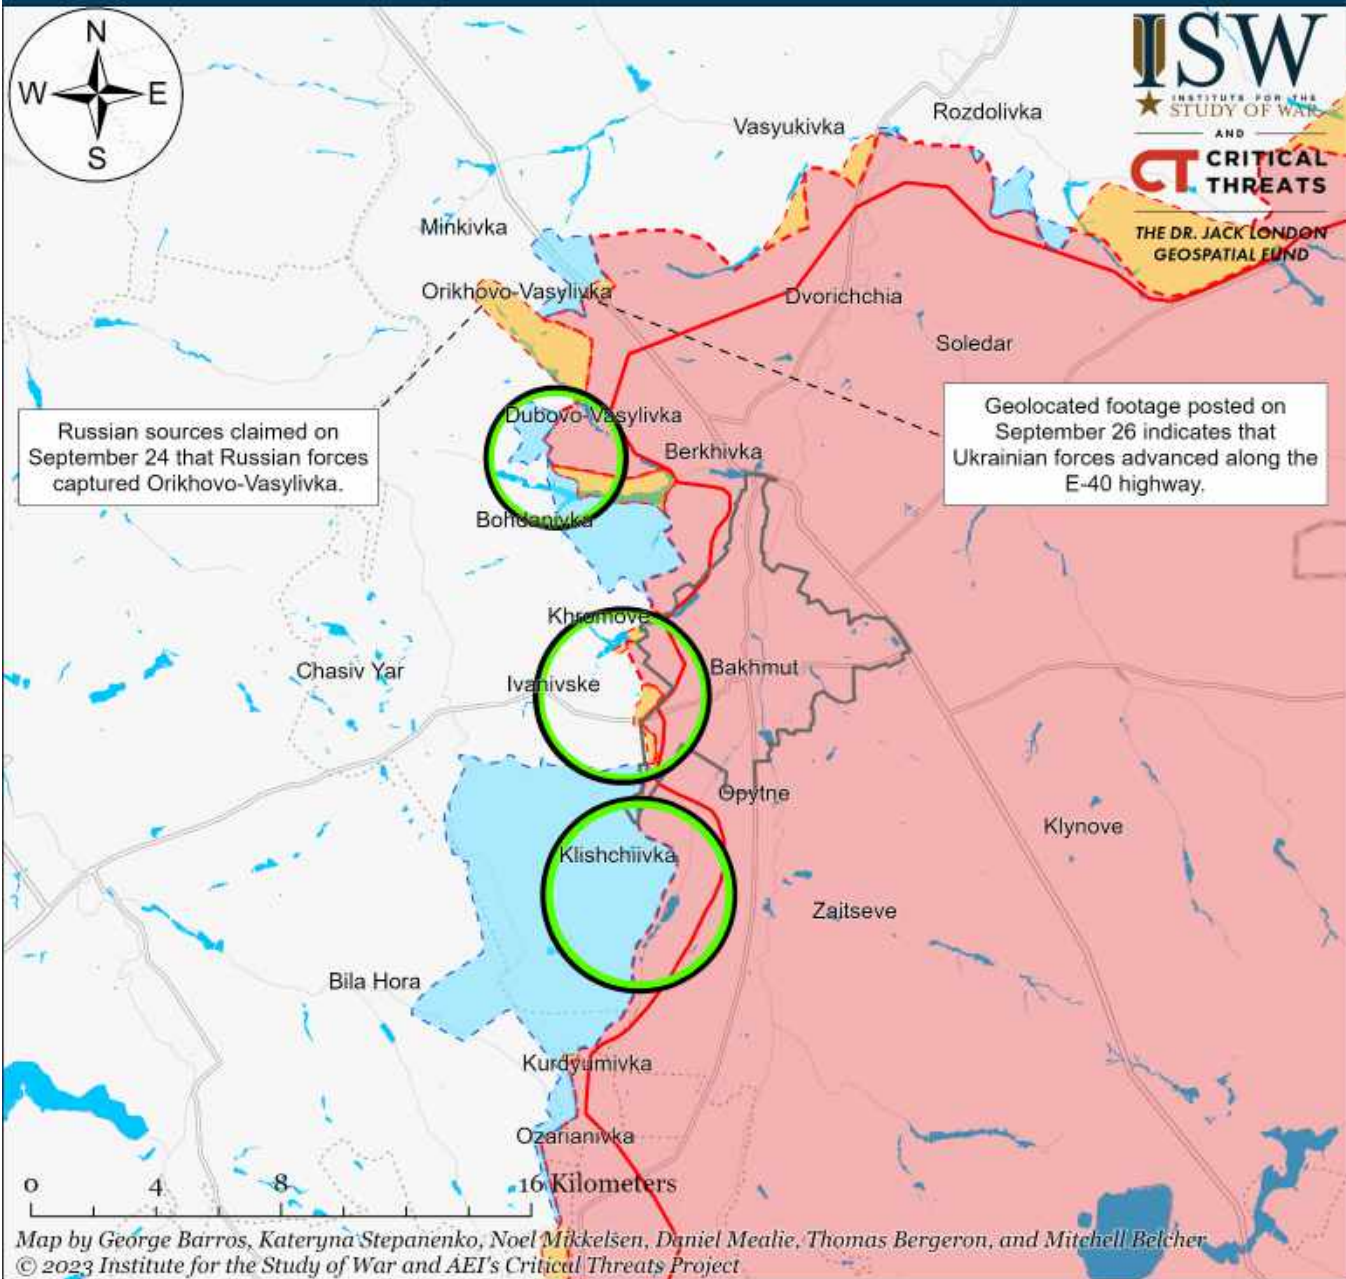 N
W E
S
ISW
INSTITUTE FOR THE
STUDY OF WAR
AND
CT CRITICAL
THREATS
THE DR. JACK LONDON
GEOSPATIAL FUND
Rozdolivka
Vasyukivka
Minkivka
Orikhovo-Vasylivka
Dvorichchia
Soledar
Russian sources claimed on
September 24 that Russian forces
captured Orikhovo-Vasylivka.
Geolocated footage posted on
September 26 indicates that
Ukrainian forces advanced along the
E-40 highway.
Dubovo-Vasylivka
Berkhivka
Bohdanivka
Khromove
Chasiv Yar
Ivanivske
Bakhmut
Opytne
Klynove
Klishchiivka
Zaitseve
Bila Hora
Kurdyumivka
Ozarianivka
0 4 8 16 Kilometers
Map by George Barros, Kateryna Stepanenko, Noel Mikkelsen, Daniel Mealie, Thomas Bergeron, and Mitchell Belcher
© 2023 Institute for the Study of War and AEI's Critical Threats Project